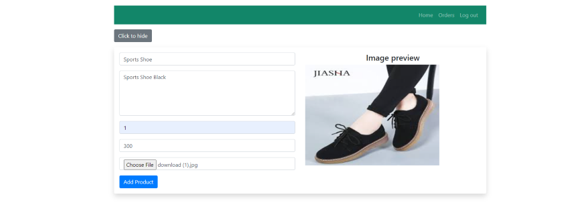 Home Orders Log out
Click to hide
Sports Shoe
Image preview
JIASHA
Sports Shoe Black
1
300
Choose File download (1).jpg
Add Product